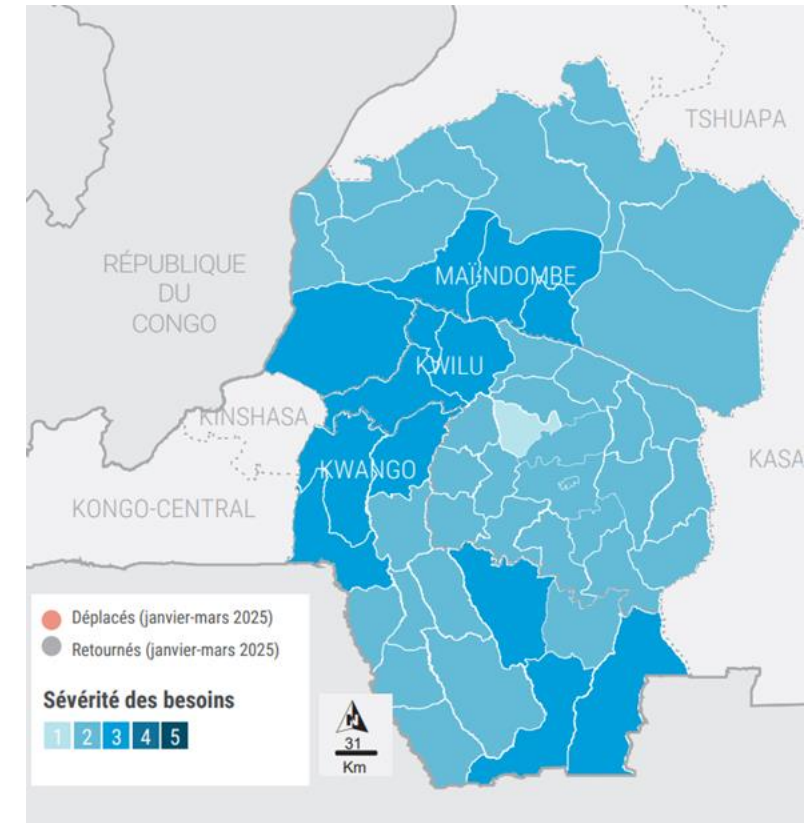 TSHUAPA
RÉPUBLIQUE
DU
CONGO
MAÏ-NDOMBE
KWILU
KINSHASA
KWANGO
KASA
KONGO-CENTRAL
Déplacés (janvier-mars 2025)
Retournés (janvier-mars 2025)
Sévérité des besoins
1 2 3 4 5
N
31
Km